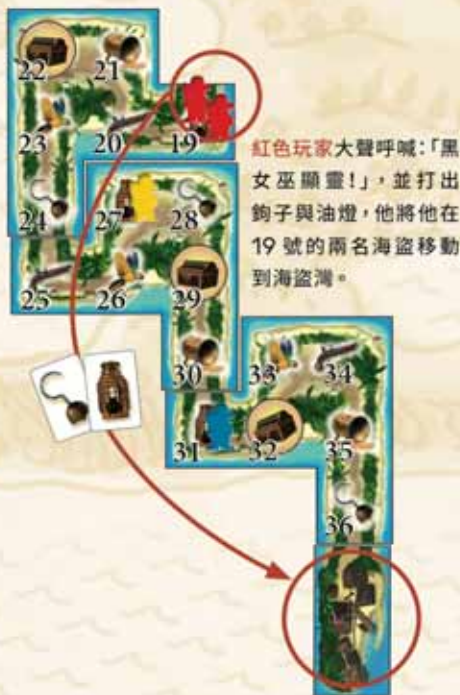 22 21
23 20 19
24 27 28
25 26 29
30 33 34
31 32 35
36
紅色玩家大聲呼喊:「黑
女巫顯靈!」,並打出
鉤子與油燈,他將他在
19 號的兩名海盜移動
到海盜灣。